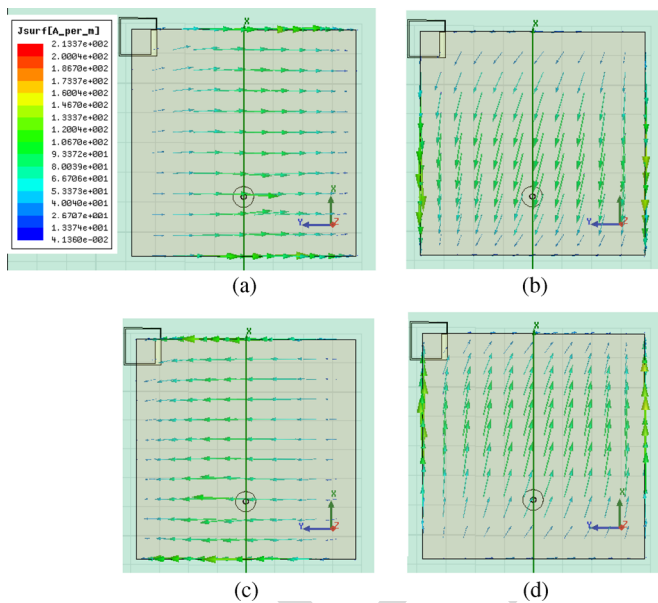 X
Jsurf[A_per_m]
2.1337e+002
2.0004e+002
1.8670e+002
1.7337e+002
1.6004e+002
1.4670e+002
1.3337e+002
1.2004e+002
1.0670e+002
9.3372e+001
8.0039e+001
6.6706e+001
5.3373e+001
4.0040e+001
2.6707e+001
1.3374e+001
4.1360e-002
X
Y
Z
X
X
Y
Z
(a)
(b)
X
X
Y
Z
X
X
Y
Z
(c)
(d)